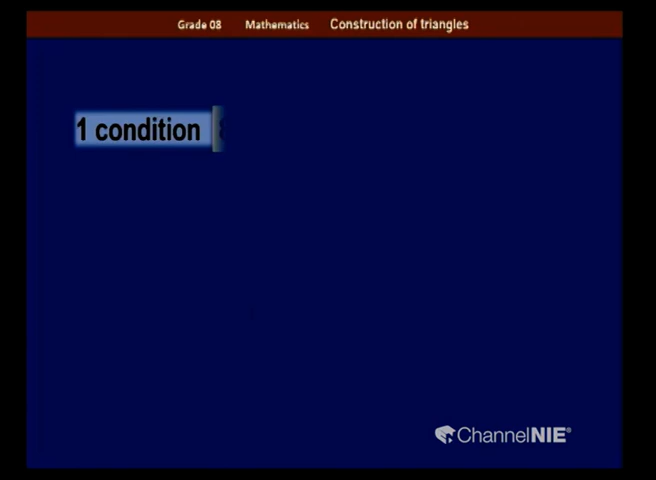 Grade 08 Mathematics Construction of triangles
1 condition
ChannelNIE®